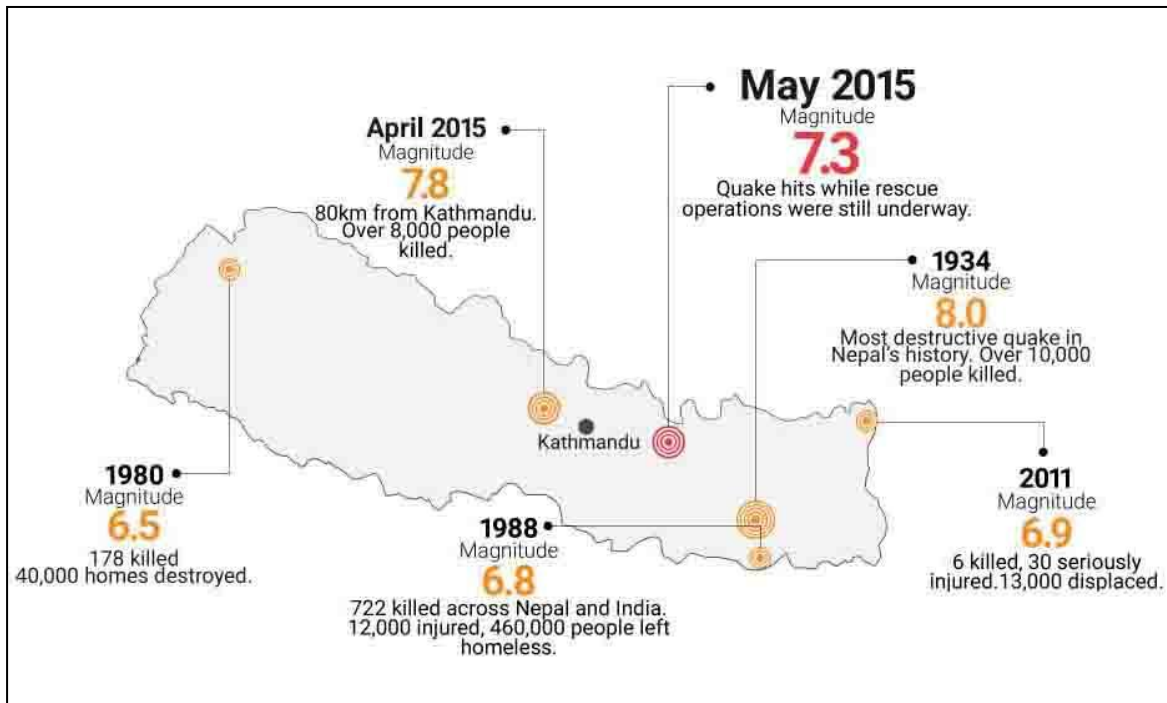 May 2015
Magnitude
7.3
Quake hits while rescue
operations were still underway.
April 2015
Magnitude
7.8
80km from Kathmandu.
Over 8,000 people
killed.
1934
Magnitude
8.0
Most destructive quake in
Nepal's history. Over 10,000
people killed.
Kathmandu
1980
Magnitude
6.5
178 killed
40,000 homes destroyed.
1988
Magnitude
6.8
722 killed across Nepal and India.
12,000 injured, 460,000 people left
homeless.
2011
Magnitude
6.9
6 killed, 30 seriously
injured.13,000 displaced.